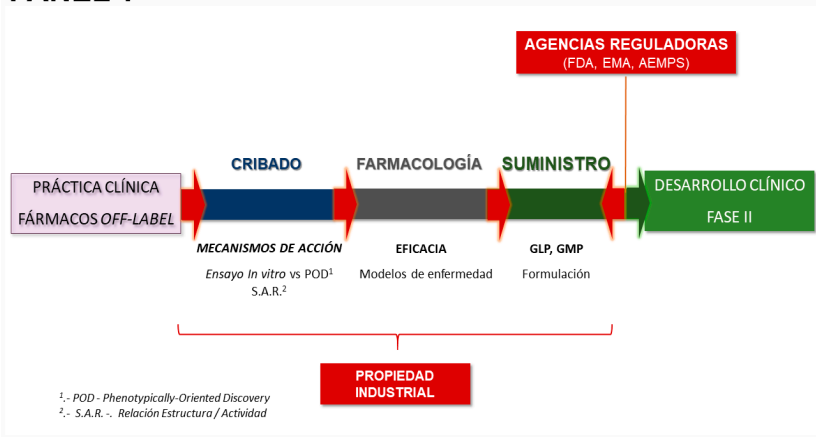 AGENCIAS REGULADORAS
(FDA, EMA, AEMPS)
CRIBADO
FARMACOLOGÍA
SUMINISTRO
PRÁCTICA CLÍNICA
FÁRMACOS OFF-LABEL
DESARROLLO CLÍNICO
FASE II
MECANISMOS DE ACCIÓN
Ensayo In vitro vs POD¹
S.A.R.²
EFICACIA
Modelos de enfermedad
GLP, GMP
Formulación
PROPIEDAD
INDUSTRIAL
¹.- POD - Phenotypically-Oriented Discovery
².- S.A.R. -. Relación Estructura / Actividad